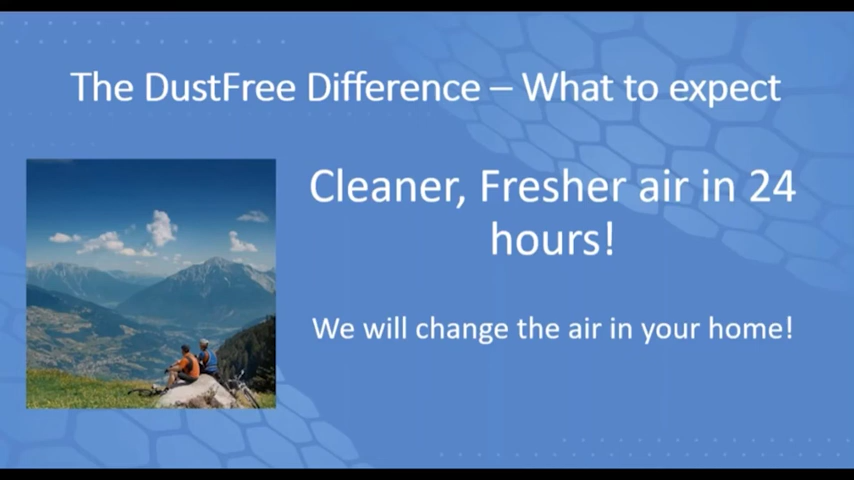 The DustFree Difference – What to expect
Cleaner, Fresher air in 24
hours!
We will change the air in your home!